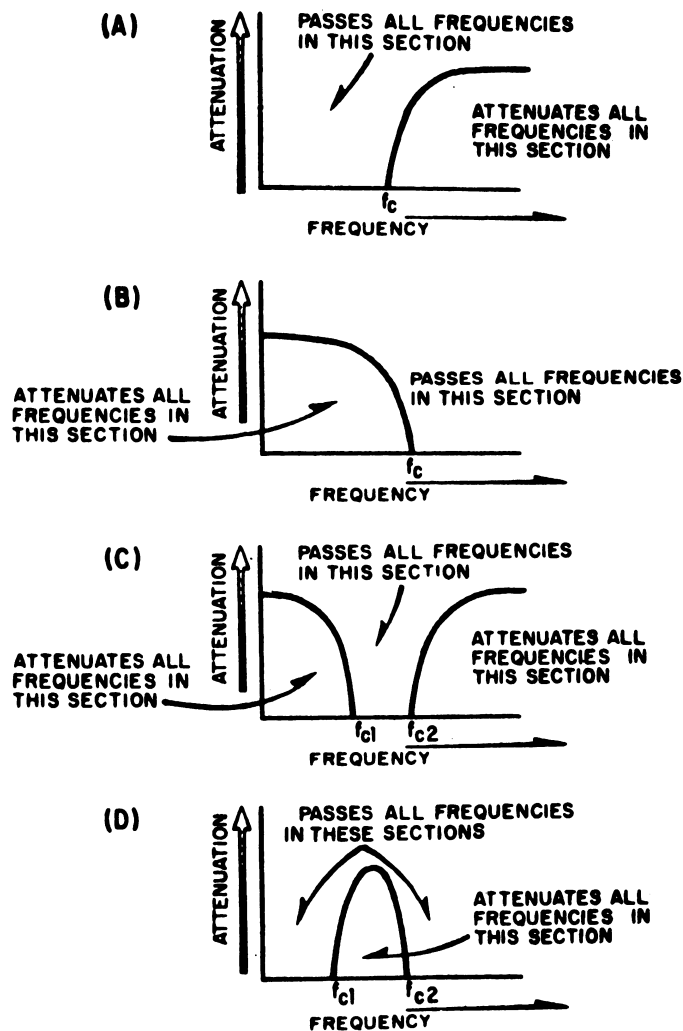 (A)
PASSES ALL FREQUENCIES
IN THIS SECTION
ATTENUATION
ATTENUATES ALL
FREQUENCIES IN
THIS SECTION
fc
FREQUENCY
(B)
ATTENUATION
PASSES ALL FREQUENCIES
IN THIS SECTION
ATTENUATES ALL
FREQUENCIES IN
THIS SECTION
fc
FREQUENCY
(C)
PASSES ALL FREQUENCIES
IN THIS SECTION
ATTENUATION
ATTENUATES ALL
FREQUENCIES IN
THIS SECTION
ATTENUATES ALL
FREQUENCIES IN
THIS SECTION
fc1 fc2
FREQUENCY
(D)
PASSES ALL FREQUENCIES
IN THESE SECTIONS
ATTENUATION
ATTENUATES ALL
FREQUENCIES IN
THIS SECTION
fc1 fc2
FREQUENCY